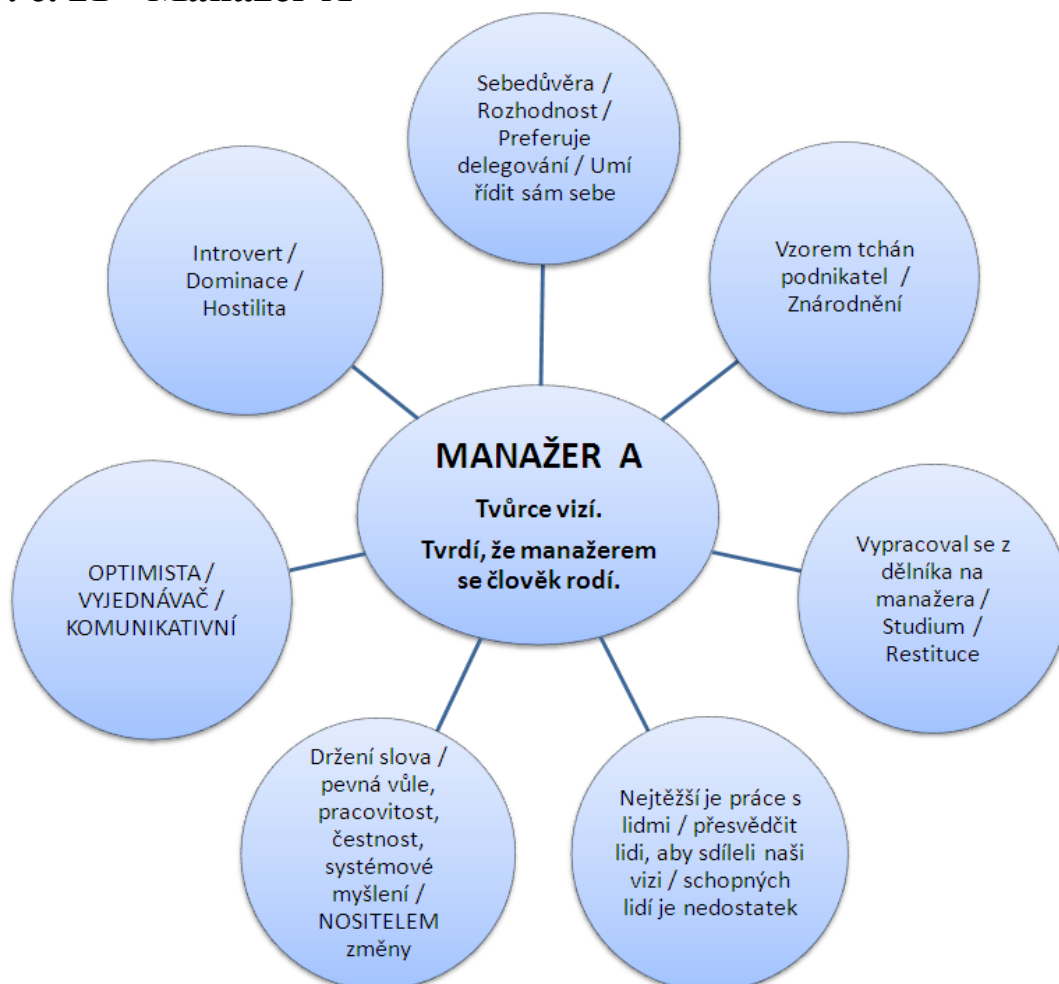 Sebedůvěra /
Rozhodnost /
Preferuje
delegování / Umí
řídit sám sebe
Introvert /
Dominace /
Hostilita
Vzorem tchán
podnikatel /
Znárodnění
MANAŽER A
Tvůrce vizí.
Tvrdí, že manažerem
se člověk rodí.
OPTIMISTA /
VYJEDNÁVAČ /
KOMUNIKATIVNÍ
Vypracoval se z
dělníka na
manažera /
Studium /
Restituce
Držení slova /
pevná vůle,
pracovitost,
čestnost,
systémové
myšlení /
NOSITELEM
změny
Nejtěžší je práce s
lidmi / přesvědčit
lidi, aby sdíleli naši
vizi / schopných
lidí je nedostatek